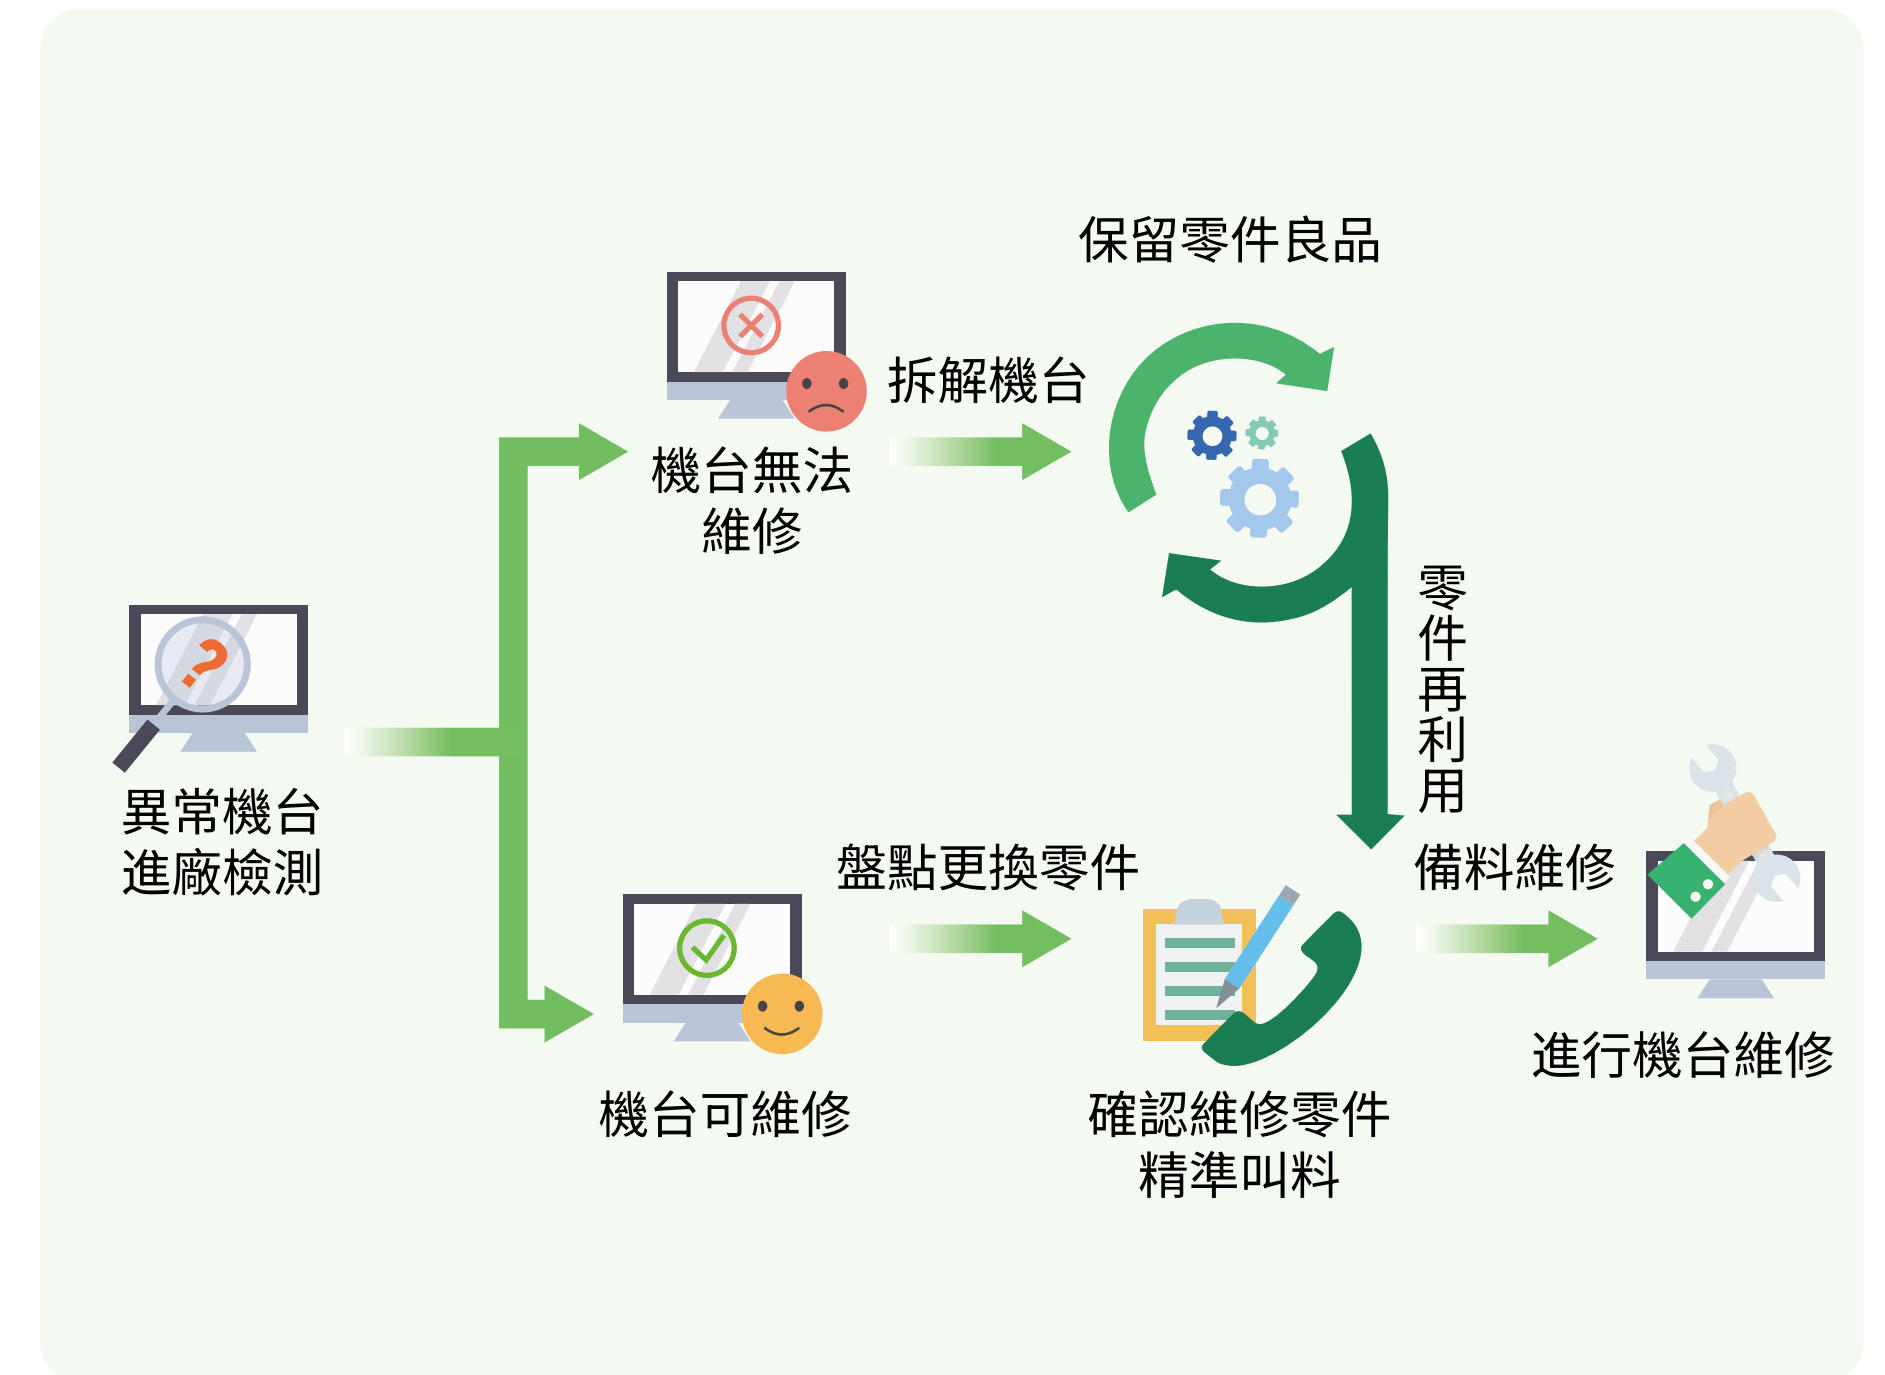 保留零件良品
拆解機台
機台無法
維修
零件再利用
異常機台
進廠檢測
盤點更換零件
備料維修
進行機台維修
機台可維修
確認維修零件
精準叫料